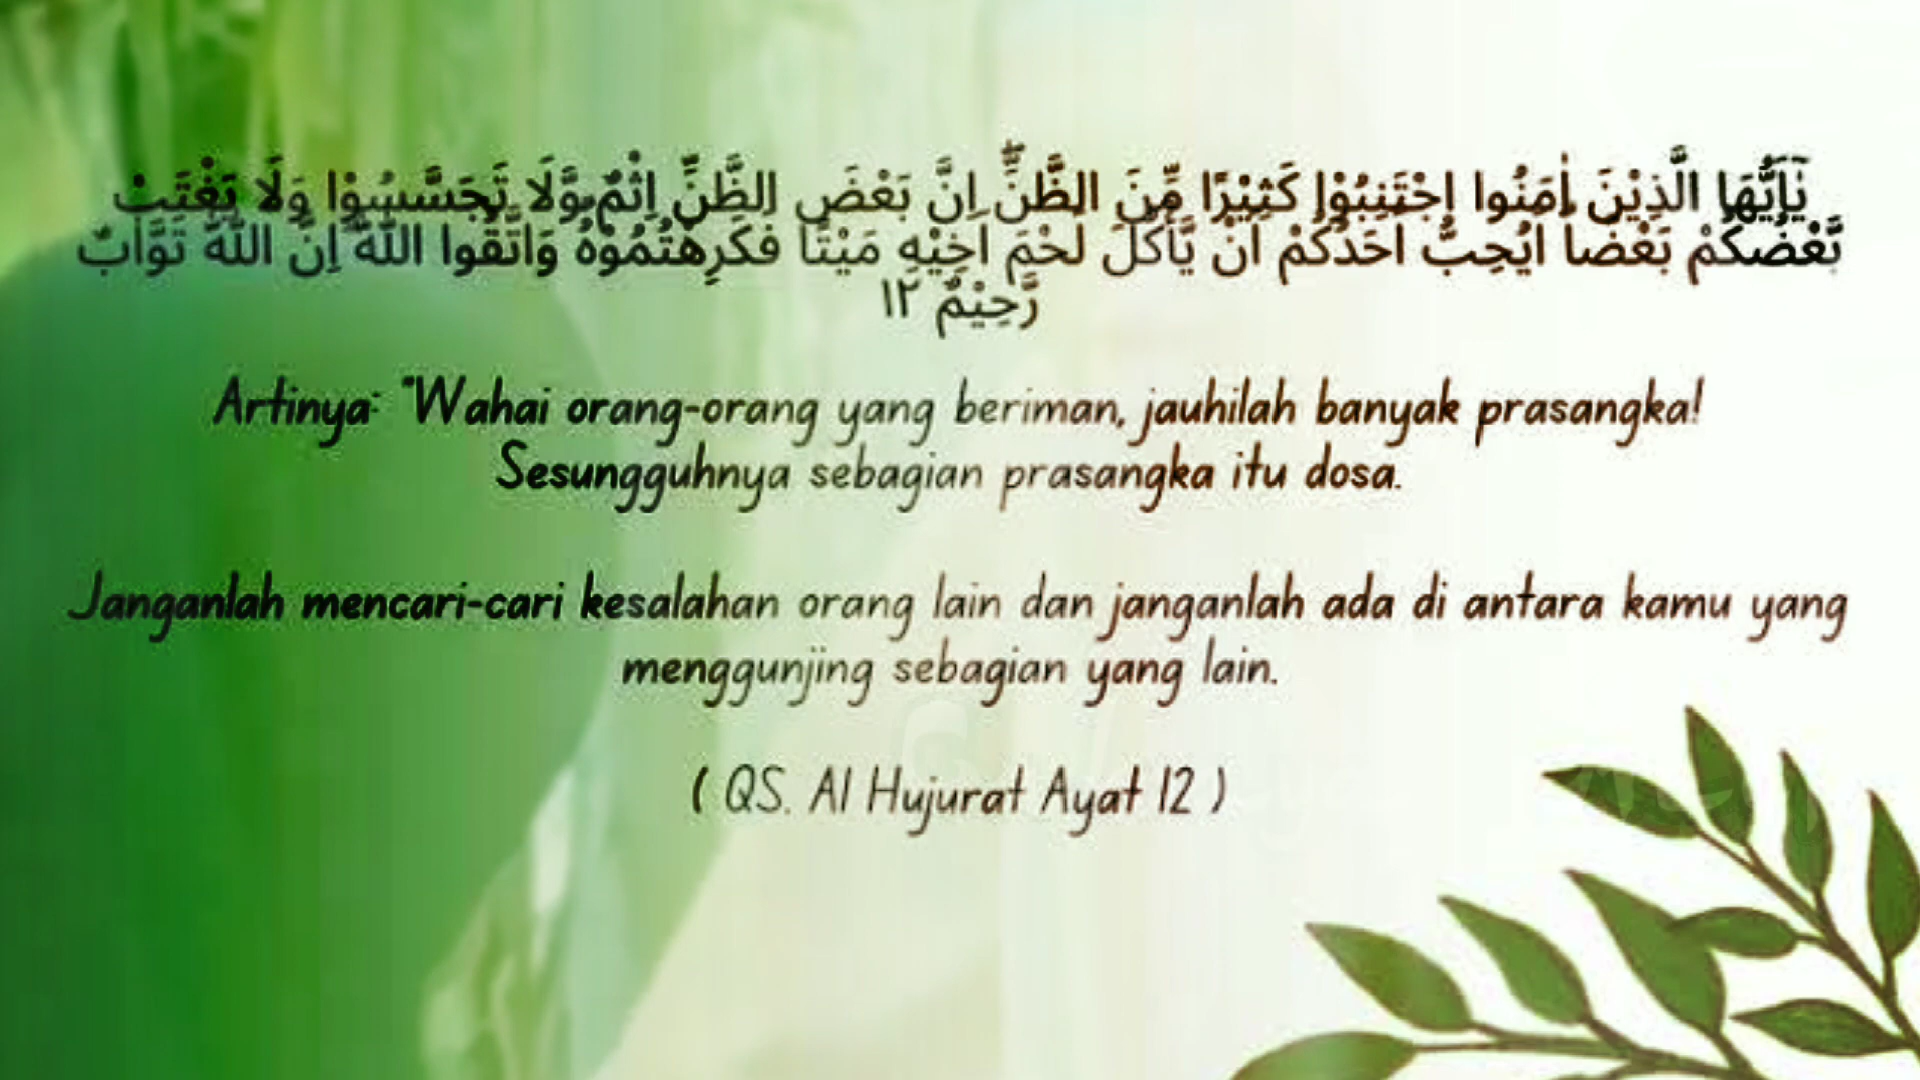 يٰٓاَيُّهَا الَّذِيْنَ اٰمَنُوا اجْتَنِبُوْا كَثِيْرًا مِّنَ الظَّنِّۖ اِنَّ بَعْضَ الظَّنِّ اِثْمٌ وَّلَا تَجَسَّسُوْا وَلَا يَغْتَبْ
بَّعْضُكُمْ بَعْضًا اَيُحِبُّ اَحَدُكُمْ اَنْ يَّأْكُلَ لَحْمَ اَخِيْهِ مَيْتًا فَكَرِهْتُمُوْهُ وَاتَّقُوا اللّٰهَ اِنَّ اللّٰهَ تَوَّابٌ
رَّحِيْمٌ ١٢
Artinya: "Wahai orang-orang yang beriman, jauhilah banyak prasangka!
Sesungguhnya sebagian prasangka itu dosa.
Janganlah mencari-cari kesalahan orang lain dan janganlah ada di antara kamu yang
menggunjing sebagian yang lain.
( QS. Al Hujurat Ayat 12 )